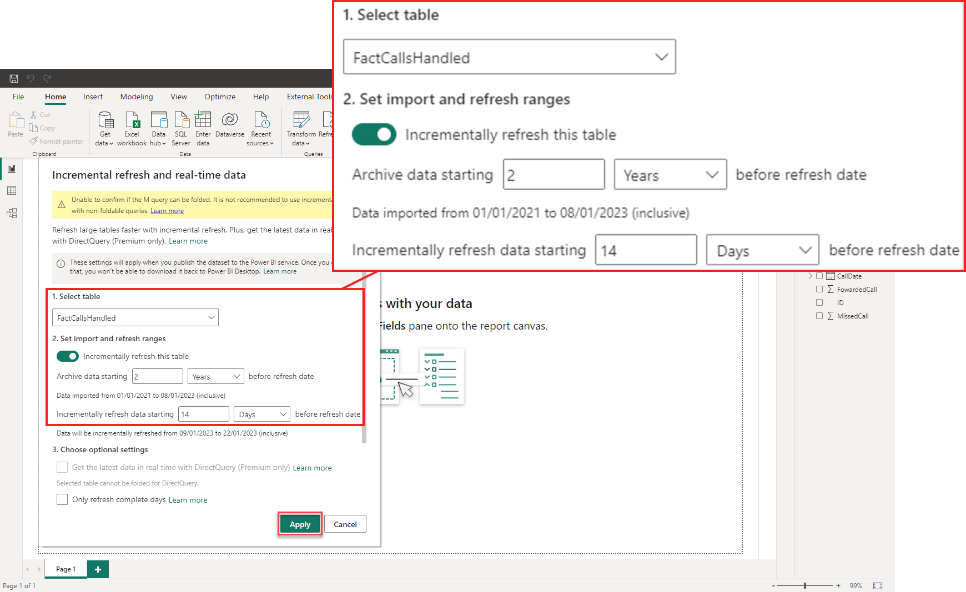 1. Select table
FactCallsHandled
2. Set import and refresh ranges
Incrementally refresh this table
Archive data starting 2 Years before refresh date
Data imported from 01/01/2021 to 08/01/2023 (inclusive)
Incrementally refresh data starting 14 Days before refresh date
File Home Insert Modeling View Optimize Help External Tools
Paste
Cut
Copy
Format painter
Clipboard
Get data
Excel workbook
Data hub
SQL Server
Enter data
Dataverse
Recent sources
Data
Transform data
Refre
Queries
Incremental refresh and real-time data
Unable to confirm if the M query can be folded. It is not recommended to use increment
with non-foldable queries. Learn more
Refresh large tables faster with incremental refresh. Plus, get the latest data in real
with DirectQuery (Premium only). Learn more
These settings will apply when you publish the dataset to the Power BI service. Once you
that, you won't be able to download it back to Power BI Desktop. Learn more
1. Select table
FactCallsHandled
2. Set import and refresh ranges
Incrementally refresh this table
Archive data starting 2 Years before refresh date
Data imported from 01/01/2021 to 08/01/2023 (inclusive)
Incrementally refresh data starting 14 Days before refresh date
Data will be incrementally refreshed from 09/01/2023 to 22/01/2023 (inclusive)
3. Choose optional settings
Get the latest data in real time with DirectQuery (Premium only) Learn more
Selected table cannot be folded for DirectQuery.
Only refresh complete days Learn more
Apply Cancel
s with your data
Fields pane onto the report canvas.
CallDate
FowardedCall
ID
MissedCall
Page 1
+
Page 1 of 1
- + 99%